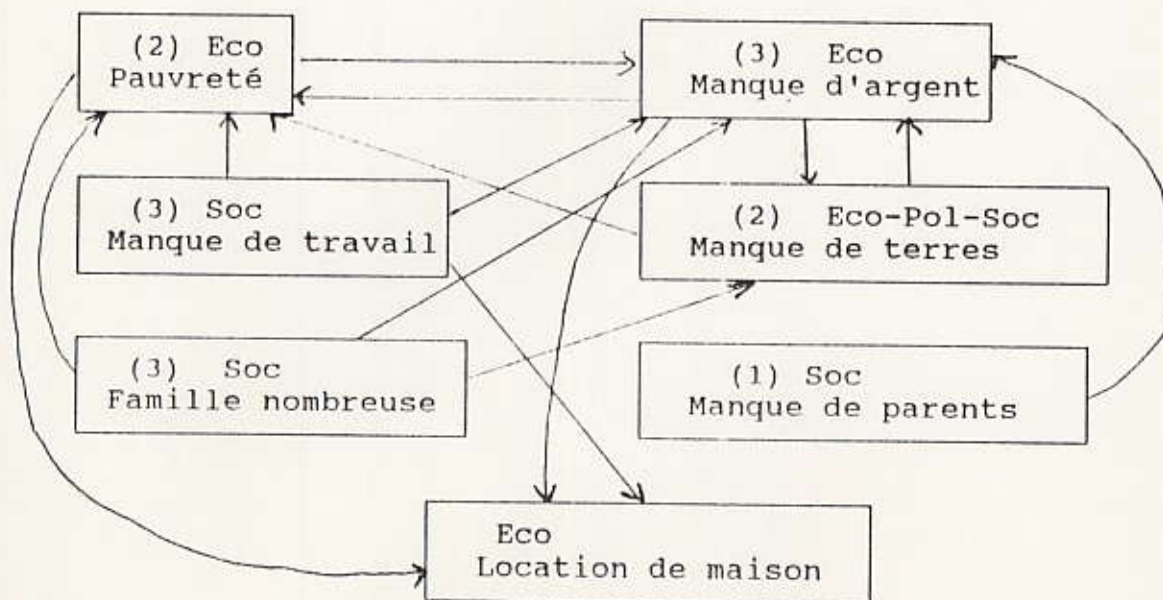 (2) Eco
Pauvreté
(3) Eco
Manque d'argent
(3) Soc
Manque de travail
(2) Eco-Pol-Soc
Manque de terres
(3) Soc
Famille nombreuse
(1) Soc
Manque de parents
Eco
Location de maison